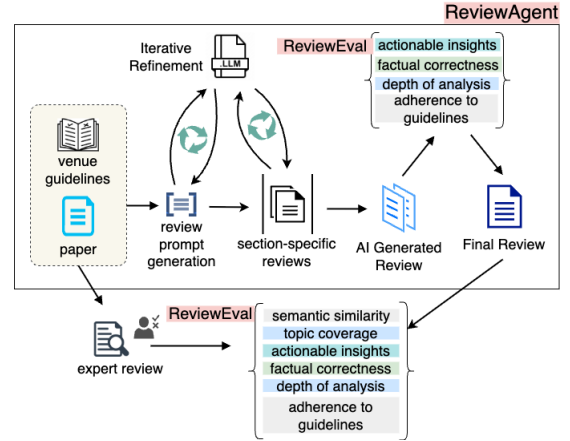 ReviewAgent
Iterative
Refinement
.LLM
ReviewEval
actionable insights
factual correctness
depth of analysis
adherence to
guidelines
venue
guidelines
paper
review
prompt
generation
section-specific
reviews
AI Generated
Review
Final Review
expert review
ReviewEval
semantic similarity
topic coverage
actionable insights
factual correctness
depth of analysis
adherence to
guidelines